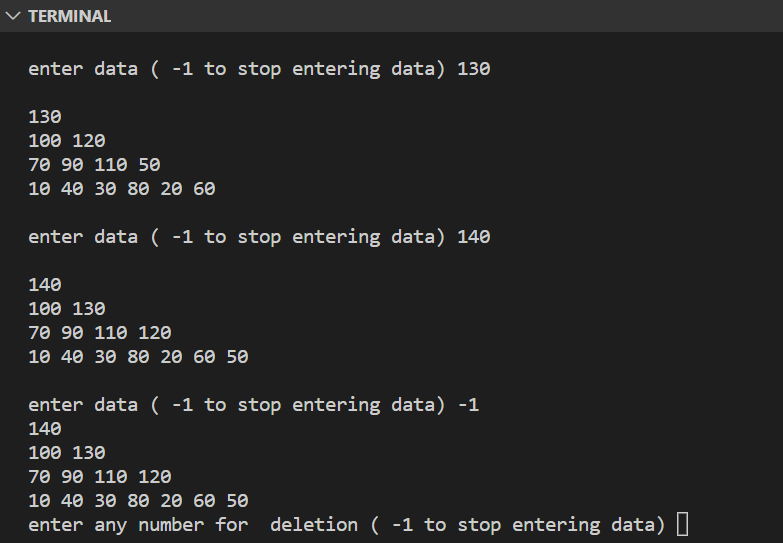 TERMINAL
enter data ( -1 to stop entering data) 130
130
100 120
70 90 110 50
10 40 30 80 20 60
enter data ( -1 to stop entering data) 140
140
100 130
70 90 110 120
10 40 30 80 20 60 50
enter data ( -1 to stop entering data) -1
140
100 130
70 90 110 120
10 40 30 80 20 60 50
enter any number for  deletion ( -1 to stop entering data)